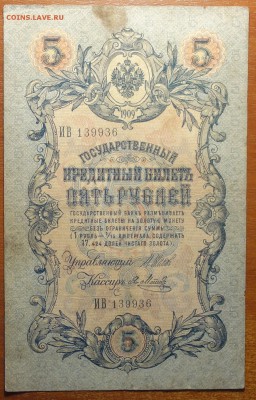 COINS.LAVE.RU
5 5
1909
ИВ 139936
ГОСУДАРСТВЕННЫЙ
КРЕДИТНЫЙ БИЛЕТЪ
ПЯТЬ РУБЛЕЙ
ГОСУДАРСТВЕННЫЙ БАНКЪ РАЗМѢНИВАЕТЪ
КРЕДИТНЫЕ БИЛЕТЫ НА ЗОЛОТУЮ МОНЕТУ
БЕЗЪ ОГРАНИЧЕНІЯ СУММЫ
(1 РУБЛЬ = 1/15 ИМПЕРІАЛА, СОДЕРЖИТЪ
17,424 ДОЛЕЙ ЧИСТАГО ЗОЛОТА).
Управляющій
Кассиръ
ИВ 139936
5